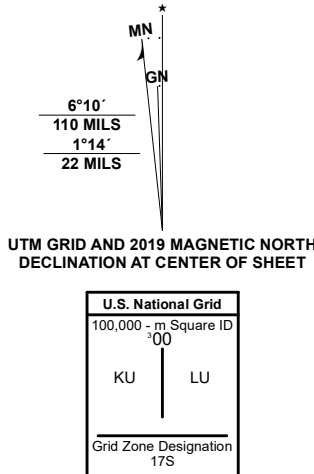 ★
MN
GN
6°10´
110 MILS
1°14´
22 MILS
UTM GRID AND 2019 MAGNETIC NORTH
DECLINATION AT CENTER OF SHEET
U.S. National Grid
100,000 - m Square ID
³00
KU LU
Grid Zone Designation
17S